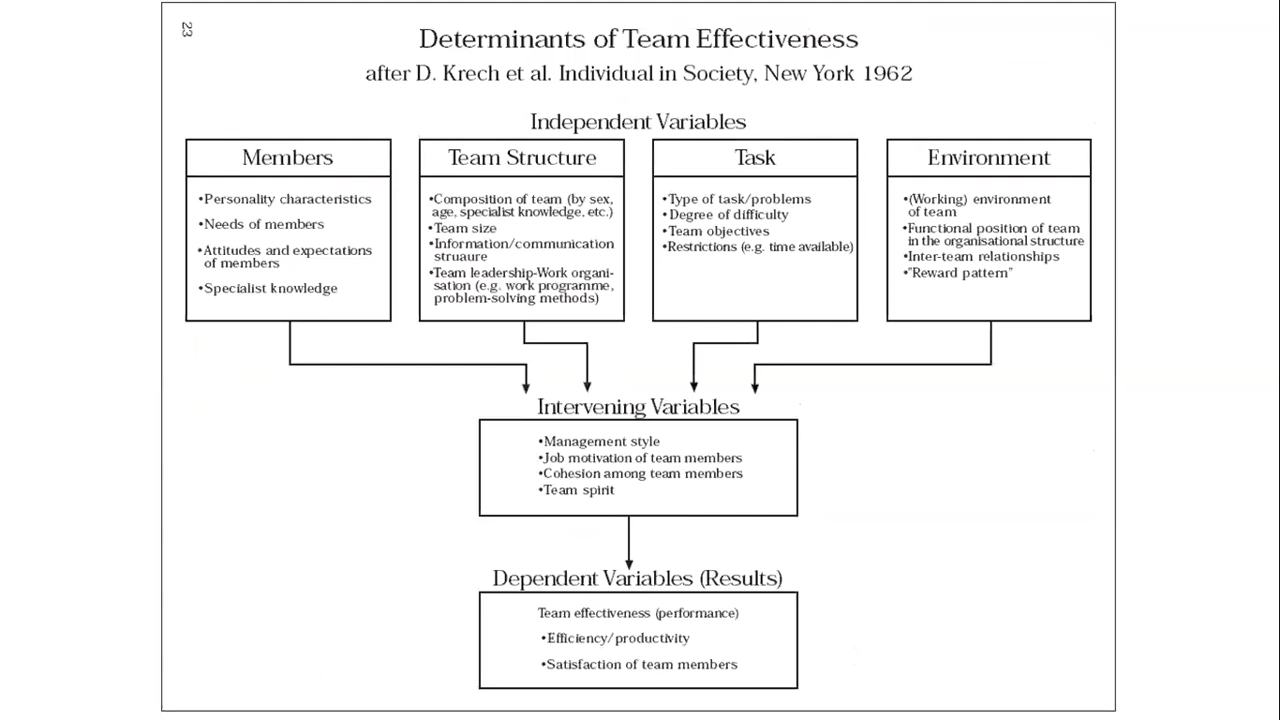 23
Determinants of Team Effectiveness
after D. Krech et al. Individual in Society, New York 1962
Independent Variables
Members
•Personality characteristics
•Needs of members
•Attitudes and expectations
of members
•Specialist knowledge
Team Structure
•Composition of team (by sex,
age, specialist knowledge, etc.)
•Team size
•Information/communication
struaure
•Team leadership-Work organi-
sation (e.g. work programme,
problem-solving methods)
Task
•Type of task/problems
•Degree of difficulty
•Team objectives
•Restrictions (e.g. time available)
Environment
•(Working) environment
of team
•Functional position of team
in the organisational structure
•Inter-team relationships
•"Reward pattern"
Intervening Variables
•Management style
•Job motivation of team members
•Cohesion among team members
•Team spirit
Dependent Variables (Results)
Team effectiveness (performance)
•Efficiency/productivity
•Satisfaction of team members